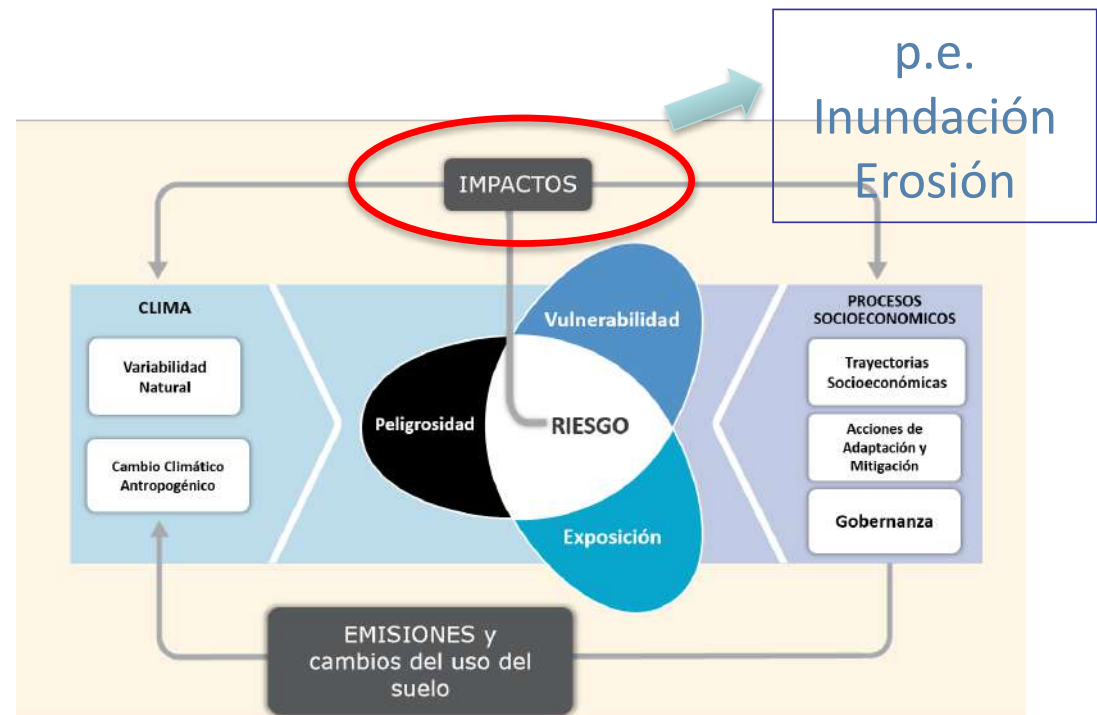 p.e.
Inundación
Erosión
IMPACTOS
CLIMA
Variabilidad
Natural
Cambio Climático
Antropogénico
Vulnerabilidad
Peligrosidad
RIESGO
Exposición
PROCESOS
SOCIOECONOMICOS
Trayectorias
Socioeconómicas
Acciones de
Adaptación y
Mitigación
Gobernanza
EMISIONES y
cambios del uso del
suelo